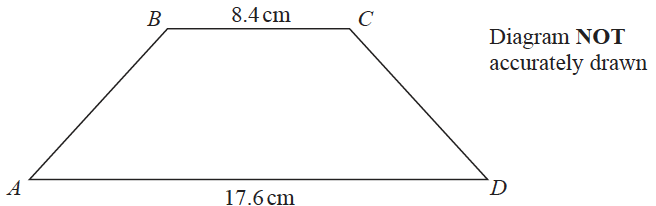 B
8.4 cm
C
Diagram NOT
accurately drawn
A
17.6 cm
D